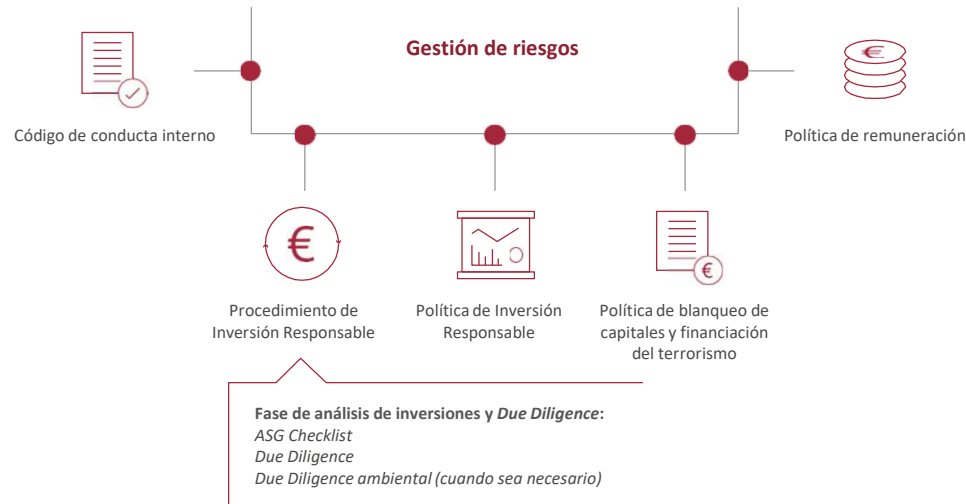 Gestión de riesgos
Código de conducta interno
Política de remuneración
Procedimiento de
Inversión Responsable
Política de Inversión
Responsable
Política de blanqueo de
capitales y financiación
del terrorismo
Fase de análisis de inversiones y Due Diligence:
ASG Checklist
Due Diligence
Due Diligence ambiental (cuando sea necesario)